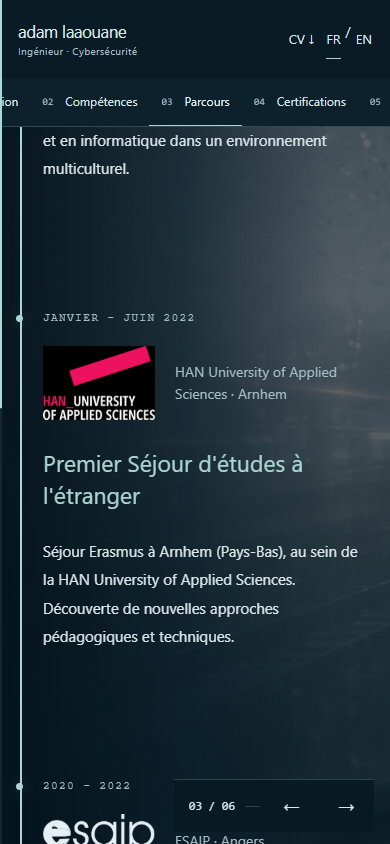 adam laaouane
Ingénieur · Cybersécurité
CV ↓ FR / EN
ion 02 Compétences 03 Parcours 04 Certifications 05
et en informatique dans un environnement
multiculturel.
JANVIER – JUIN 2022
HAN_UNIVERSITY
OF APPLIED SCIENCES
HAN University of Applied
Sciences · Arnhem
Premier Séjour d'études à
l'étranger
Séjour Erasmus à Arnhem (Pays-Bas), au sein de
la HAN University of Applied Sciences.
Découverte de nouvelles approches
pédagogiques et techniques.
2020 – 2022
03 / 06 ← →
esaip
ESAIP · Angers